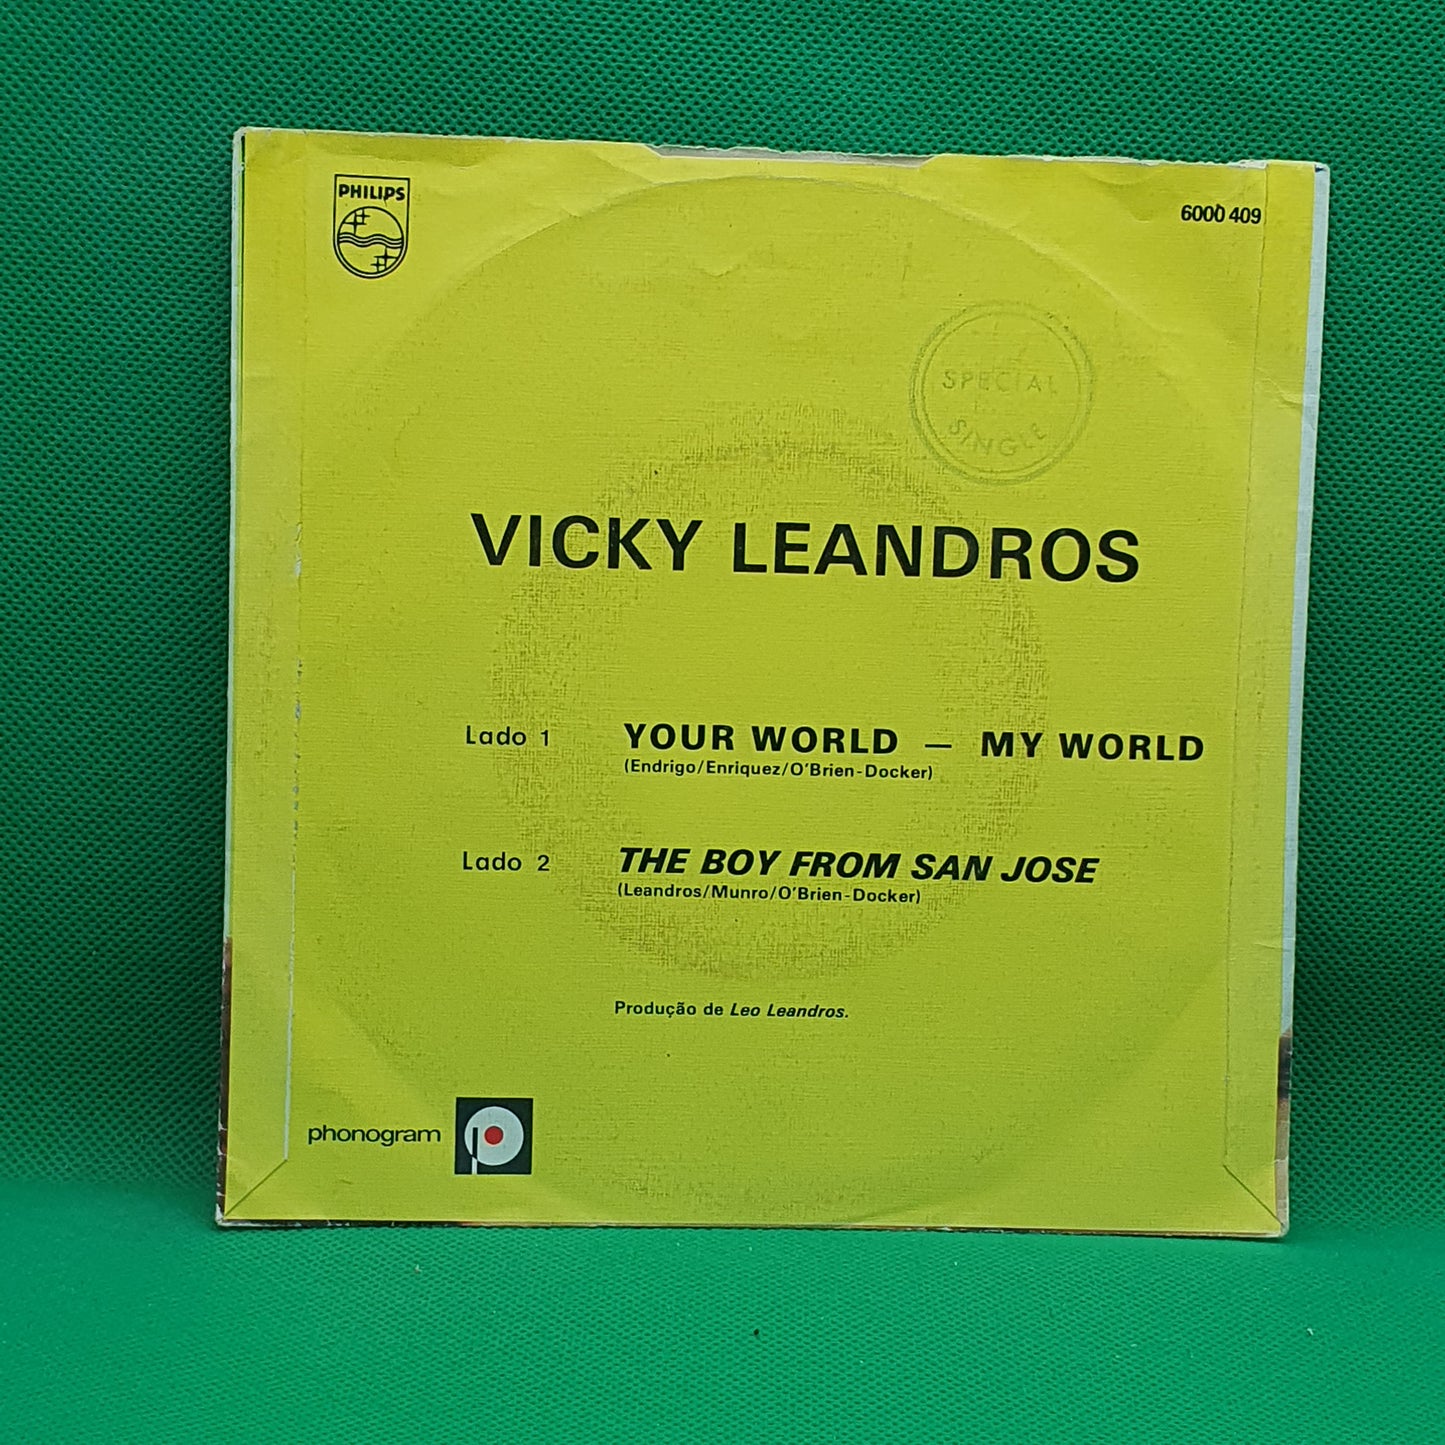 PHILIPS
6000 409
SPECIAL
SINGLE
VICKY LEANDROS
Lado 1 YOUR WORLD — MY WORLD
(Endrigo/Enriquez/O'Brien-Docker)
Lado 2 THE BOY FROM SAN JOSE
(Leandros/Munro/O'Brien-Docker)
Produção de Leo Leandros.
phonogram